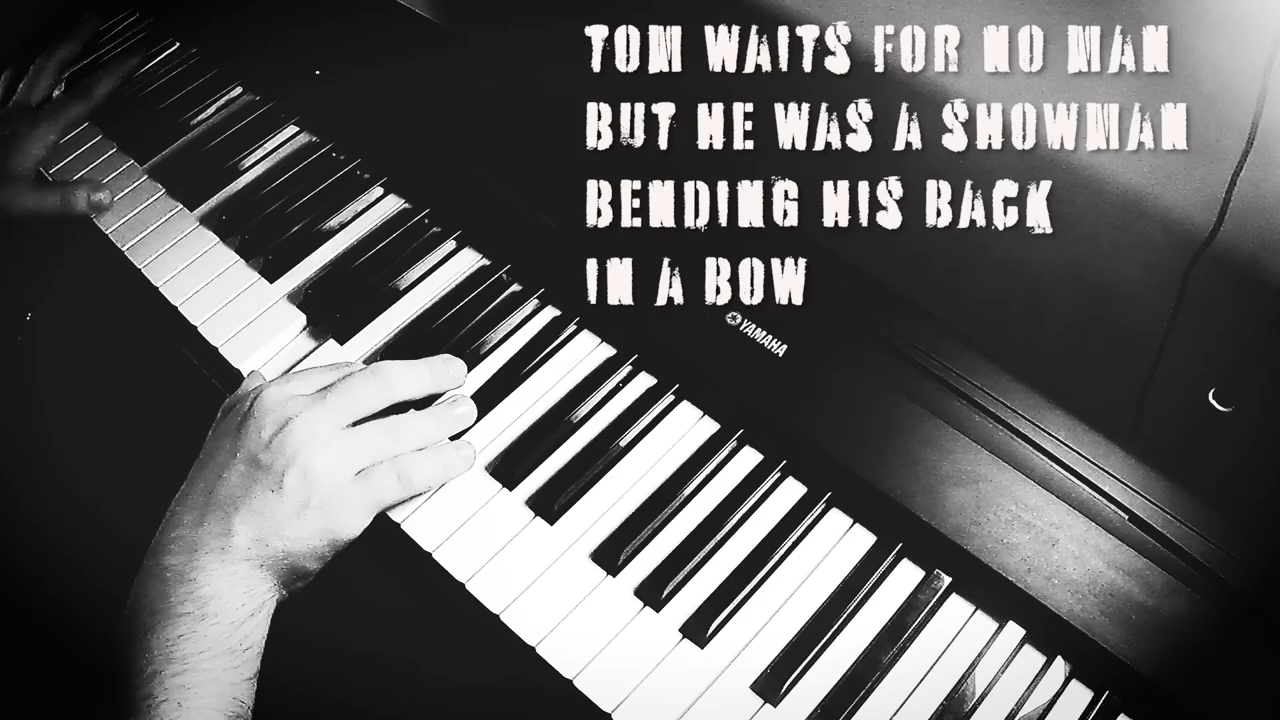 TOM WAITS FOR NO MAN
BUT HE WAS A SHOWMAN
BENDING HIS BACK
IN A BOW
YAMAHA